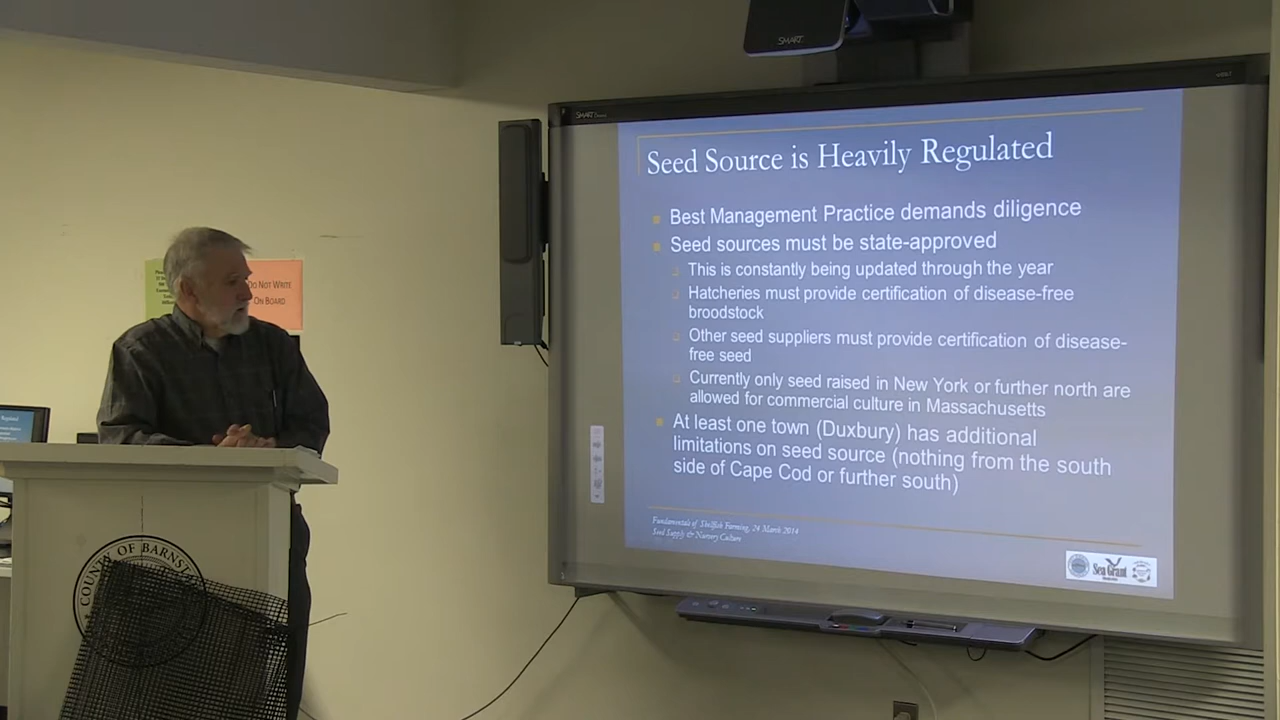 SMART
SMART
Seed Source is Heavily Regulated
Best Management Practice demands diligence
Seed sources must be state-approved
This is constantly being updated through the year
Hatcheries must provide certification of disease-free
broodstock
Other seed suppliers must provide certification of disease-
free seed
Currently only seed raised in New York or further north are
allowed for commercial culture in Massachusetts
At least one town (Duxbury) has additional
limitations on seed source (nothing from the south
side of Cape Cod or further south)
Fundamentals of Shellfish Farming, 24 March 2014
Seed Supply & Nursery Culture
Sea Grant
DO NOT WRITE
ON BOARD
COUNTY OF BARNST